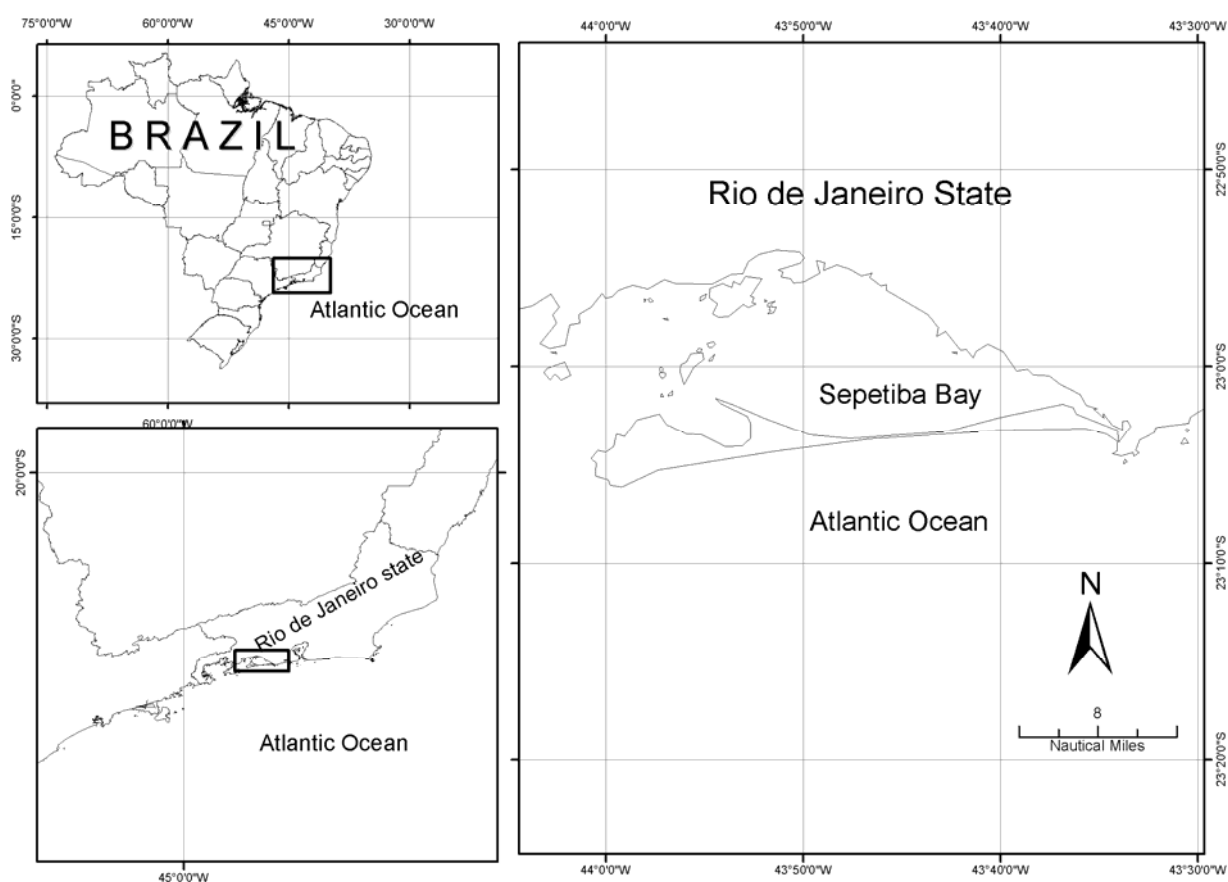 75°0'0"W 60°0'0"W 45°0'0"W 30°0'0"W
0°0'0"
15°0'0"S
30°0'0"S
BRAZIL
Atlantic Ocean
60°0'0"W
20°0'0"S
Rio de Janeiro state
Atlantic Ocean
45°0'0"W
44°0'0"W 43°50'0"W 43°40'0"W 43°30'0"W
22°50'0"S
23°0'0"S
23°10'0"S
23°20'0"S
Rio de Janeiro State
Sepetiba Bay
Atlantic Ocean
N
8
Nautical Miles
44°0'0"W 43°50'0"W 43°40'0"W 43°30'0"W